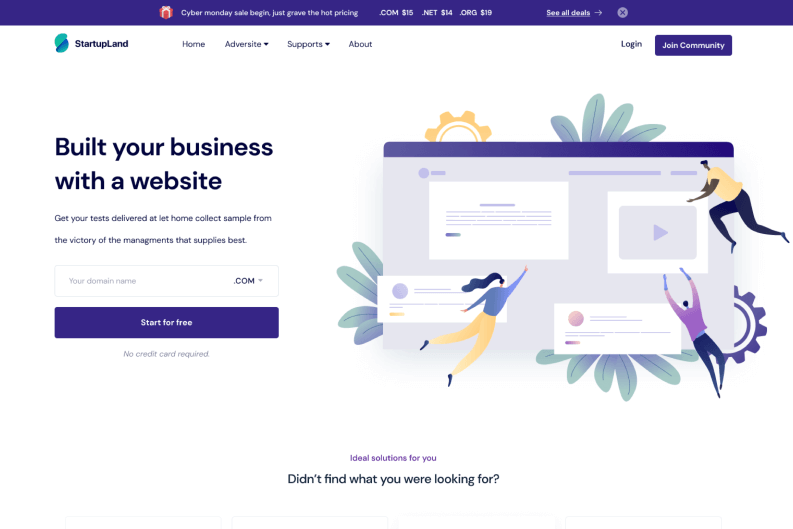 Cyber monday sale begin, just grave the hot pricing .COM $15 .NET $14 .ORG $19 See all deals →
StartupLand Home Adversite Supports About Login Join Community
Built your business
with a website
Get your tests delivered at let home collect sample from
the victory of the managments that supplies best.
Your domain name .COM
Start for free
No credit card required.
Ideal solutions for you
Didn't find what you were looking for?